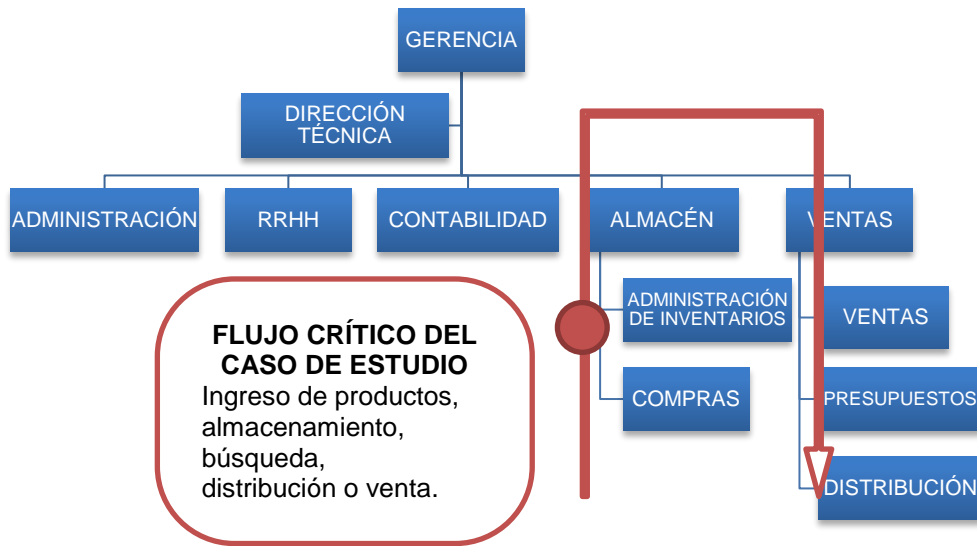 GERENCIA
DIRECCIÓN
TÉCNICA
ADMINISTRACIÓN
RRHH
CONTABILIDAD
ALMACÉN
VENTAS
ADMINISTRACIÓN
DE INVENTARIOS
COMPRAS
VENTAS
PRESUPUESTOS
DISTRIBUCIÓN
FLUJO CRÍTICO DEL
CASO DE ESTUDIO
Ingreso de productos,
almacenamiento,
búsqueda,
distribución o venta.